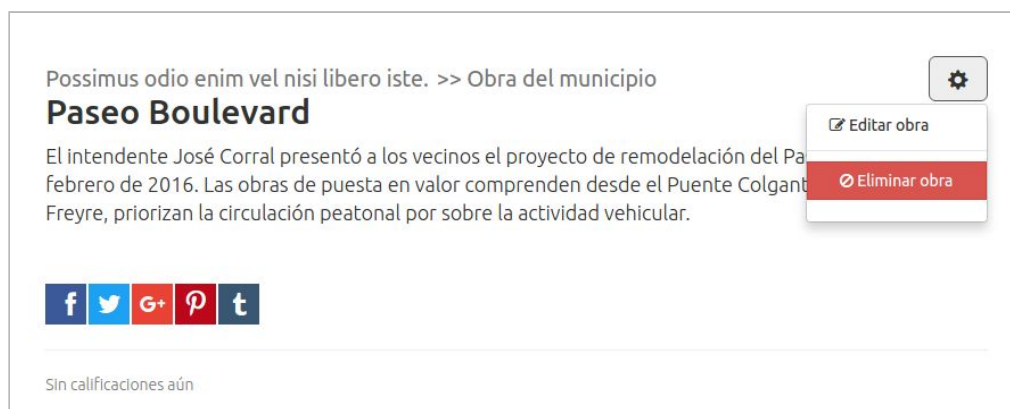 Possimus odio enim vel nisi libero iste. >> Obra del municipio
Paseo Boulevard
Editar obra
Eliminar obra
El intendente José Corral presentó a los vecinos el proyecto de remodelación del
febrero de 2016. Las obras de puesta en valor comprenden desde el Puente
Freyre, priorizan la circulación peatonal por sobre la actividad vehicular.
f G+ t
Sin calificaciones aún